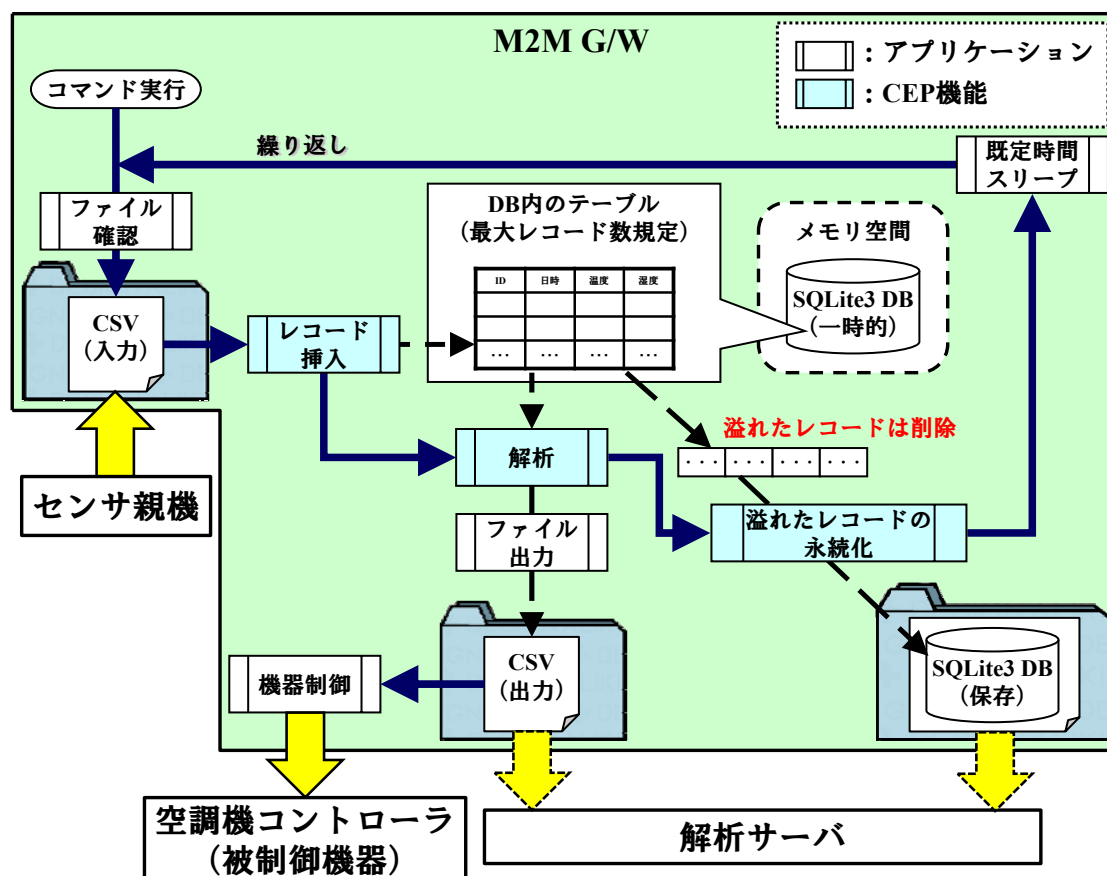 M2M G/W
：アプリケーション
：CEP機能
コマンド実行
繰り返し
既定時間
スリープ
ファイル
確認
DB内のテーブル
（最大レコード数規定）
ID 日時 温度 湿度
… … … …
メモリ空間
SQLite3 DB
（一時的）
CSV
（入力）
レコード
挿入
溢れたレコードは削除
… … … …
解析
センサ親機
ファイル
出力
溢れたレコードの
永続化
CSV
（出力）
機器制御
SQLite3 DB
（保存）
空調機コントローラ
（被制御機器）
解析サーバ